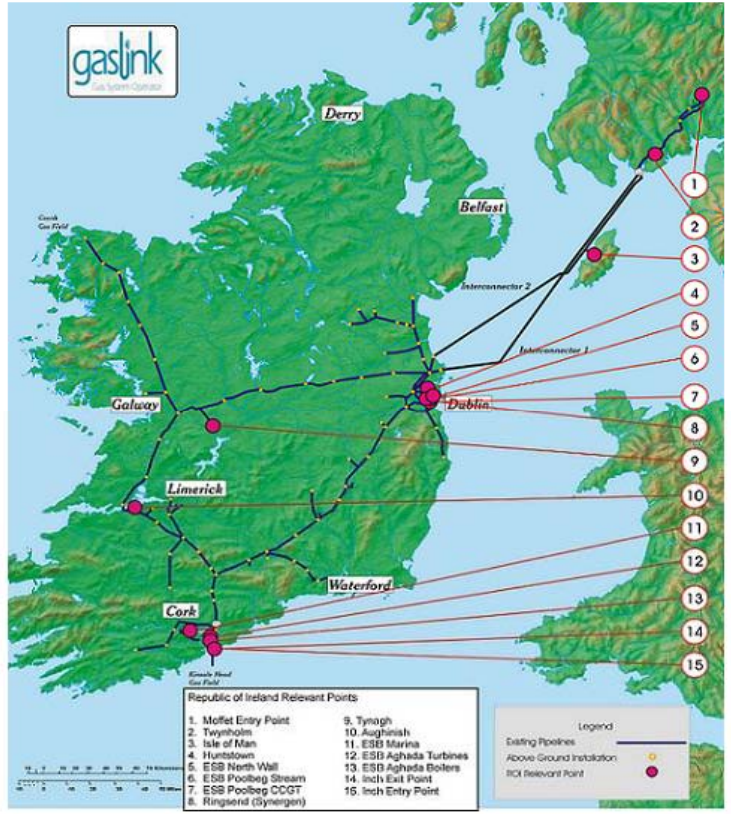 gaslink
Gas System Operator
Derry
Belfast
Corrib
Gas Field
Interconnector 2
Interconnector 1
Galway
Dublin
Limerick
Waterford
Cork
Kinsale Head
Gas Field
1
2
3
4
5
6
7
8
9
10
11
12
13
14
15
Republic of Ireland Relevant Points
1. Moffet Entry Point
2. Twynholm
3. Isle of Man
4. Huntstown
5. ESB North Wall
6. ESB Poolbeg Stream
7. ESB Poolbeg CCGT
8. Ringsend (Synergen)
9. Tynagh
10. Aughinish
11. ESB Marina
12. ESB Aghada Turbines
13. ESB Aghada Boilers
14. Inch Exit Point
15. Inch Entry Point
Legend
Existing Pipelines
Above Ground Installation
ROI Relevant Point